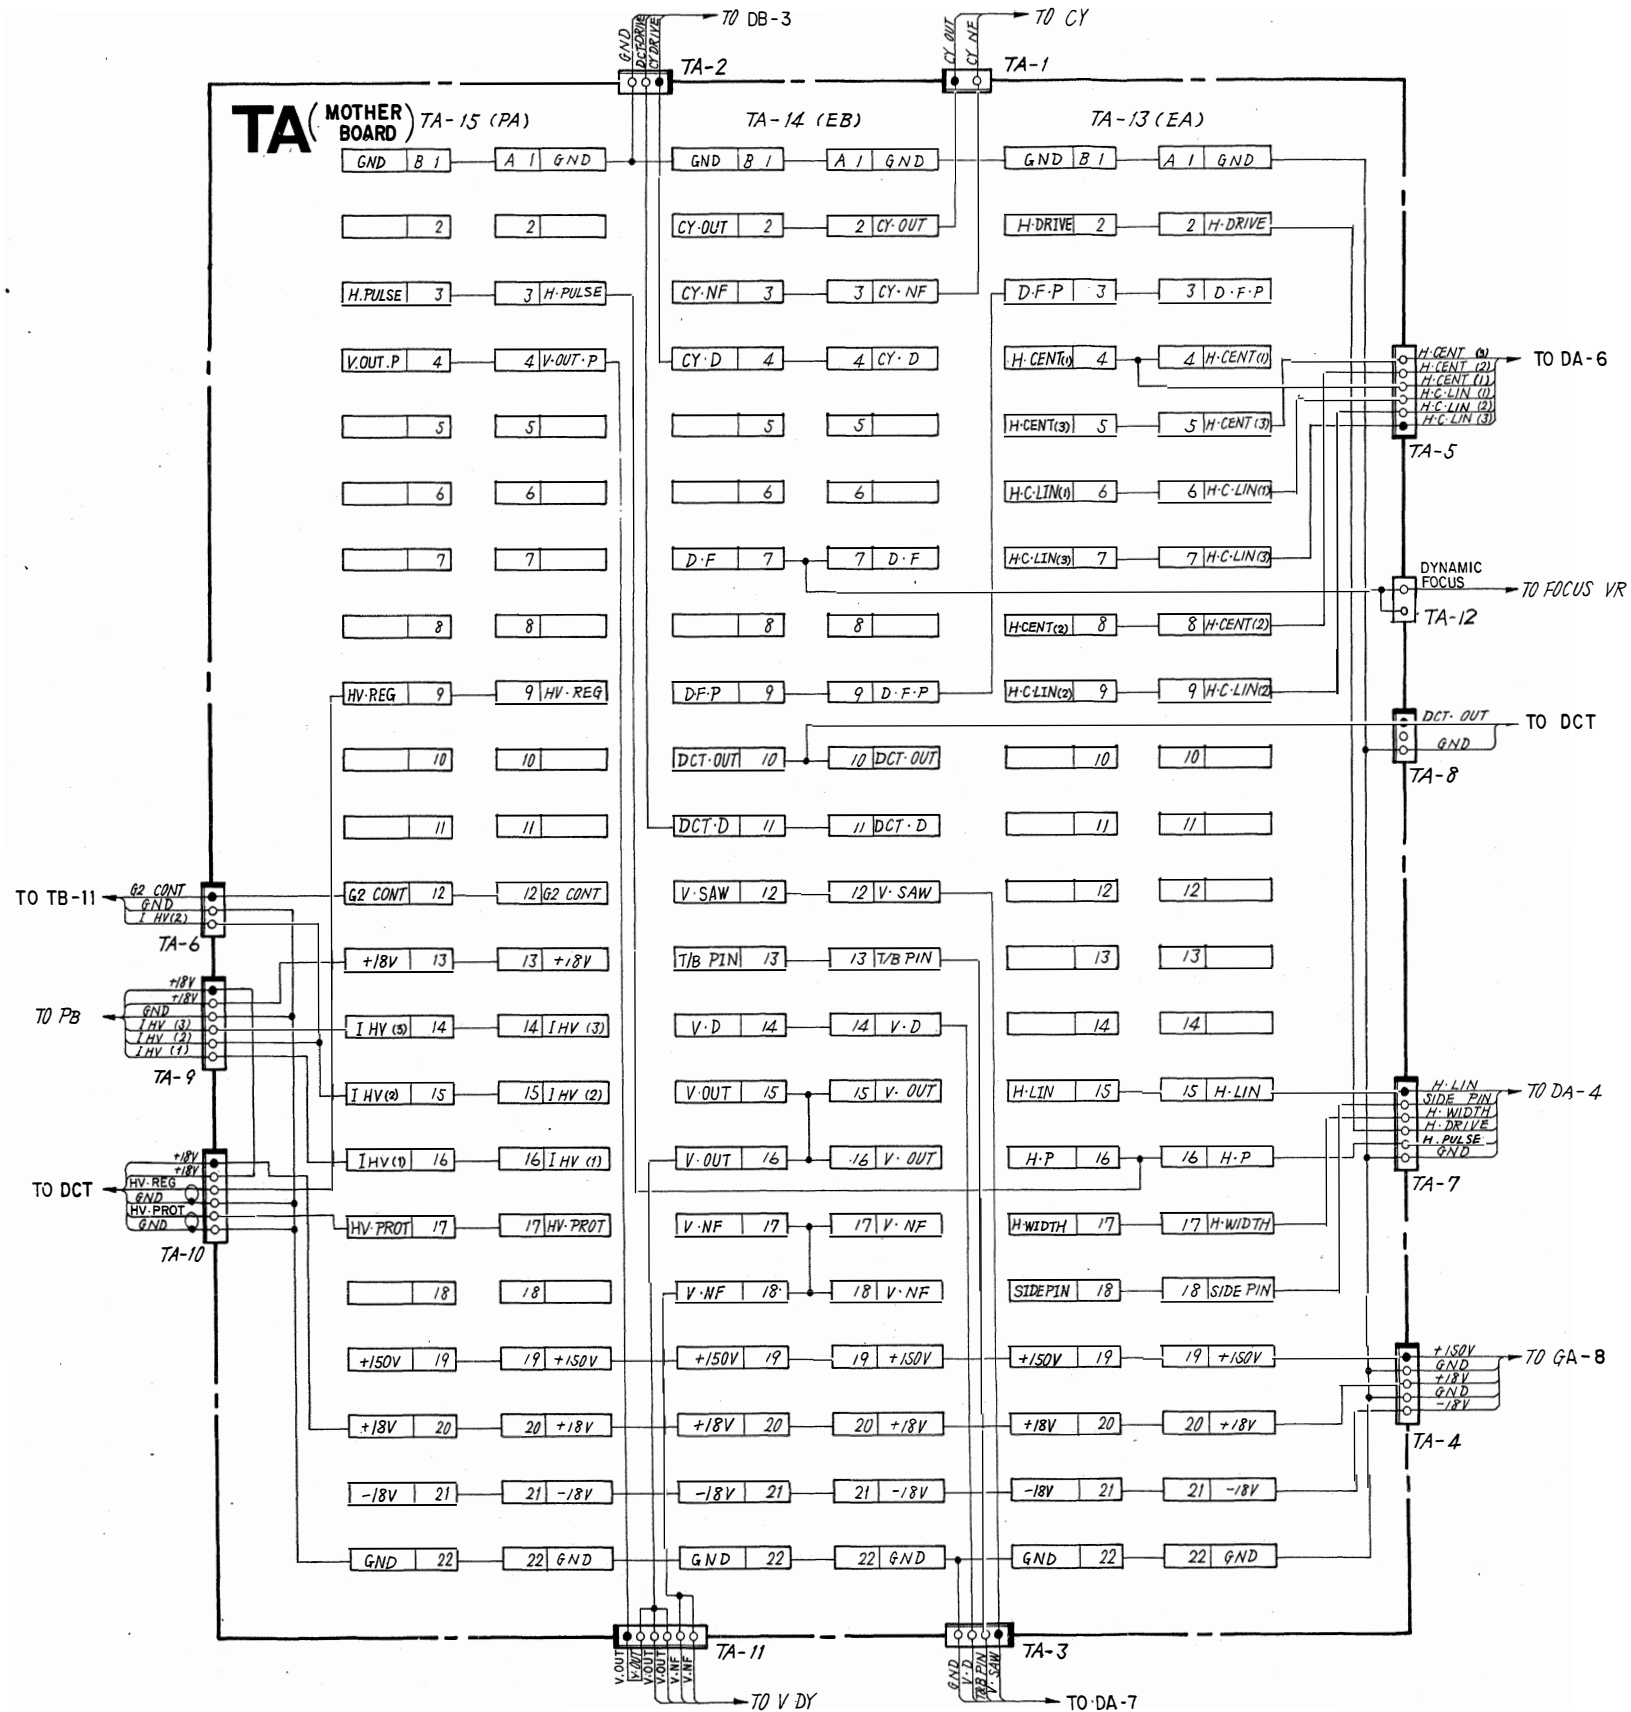 TO DB-3
TO CY
GND
DCT·DRIVE
CY DRIVE
CY OUT
CY NF
TA-2
TA-1
TA (MOTHER BOARD)
TA-15 (PA)
TA-14 (EB)
TA-13 (EA)
GND B 1 A 1 GND GND B 1 A 1 GND GND B 1 A 1 GND
2 2 CY·OUT 2 2 CY·OUT H·DRIVE 2 2 H·DRIVE
H.PULSE 3 3 H·PULSE CY·NF 3 3 CY·NF D·F·P 3 3 D·F·P
V.OUT.P 4 4 V·OUT·P CY·D 4 4 CY·D H·CENT(1) 4 4 H·CENT(1)
5 5 5 5 H·CENT(3) 5 5 H·CENT(3)
6 6 6 6 H·C·LIN(1) 6 6 H·C·LIN(1)
7 7 D·F 7 7 D·F H·C·LIN(3) 7 7 H·C·LIN(3)
8 8 8 8 H·CENT(2) 8 8 H·CENT(2)
HV·REG 9 9 HV·REG D·F·P 9 9 D·F·P H·C·LIN(2) 9 9 H·C·LIN(2
10 10 DCT·OUT 10 10 DCT·OUT 10 10
11 11 DCT·D 11 11 DCT·D 11 11
G2 CONT 12 12 G2 CONT V·SAW 12 12 V·SAW 12 12
+18V 13 13 +18V T/B PIN 13 13 T/B PIN 13 13
I HV (3) 14 14 I HV (3) V·D 14 14 V·D 14 14
I HV(2) 15 15 I HV (2) V·OUT 15 15 V·OUT H·LIN 15 15 H·LIN
I HV(1) 16 16 I HV (1) V·OUT 16 16 V·OUT H·P 16 16 H·P
HV·PROT 17 17 HV·PROT V·NF 17 17 V·NF H·WIDTH 17 17 H·WIDTH
18 18 V·NF 18 18 V·NF SIDEPIN 18 18 SIDE PIN
+150V 19 19 +150V +150V 19 19 +150V +150V 19 19 +150V
+18V 20 20 +18V +18V 20 20 +18V +18V 20 20 +18V
-18V 21 21 -18V -18V 21 21 -18V -18V 21 21 -18V
GND 22 22 GND GND 22 22 GND GND 22 22 GND
H·CENT (3)
H·CENT (2)
H·CENT (1)
H·C·LIN (1)
H·C·LIN (2)
H·C·LIN (3)
TO DA-6
TA-5
DYNAMIC
FOCUS
TO FOCUS VR
TA-12
DCT·OUT
GND
TO DCT
TA-8
H·LIN
SIDE PIN
H·WIDTH
H·DRIVE
H.PULSE
GND
TO DA-4
TA-7
+150V
GND
+18V
GND
-18V
TO GA-8
TA-4
TO TB-11
G2 CONT
GND
I HV(2)
TA-6
TO PB
+18V
+18V
GND
I HV (3)
I HV (2)
I HV (1)
TA-9
TO DCT
+18V
+18V
HV·REG
GND
HV·PROT
GND
TA-10
V.OUT
V.OUT
V.OUT
V.OUT
V.NF
V.NF
TA-11
TO V·DY
GND
V·D
T&B PIN
V·SAW
TA-3
TO·DA-7